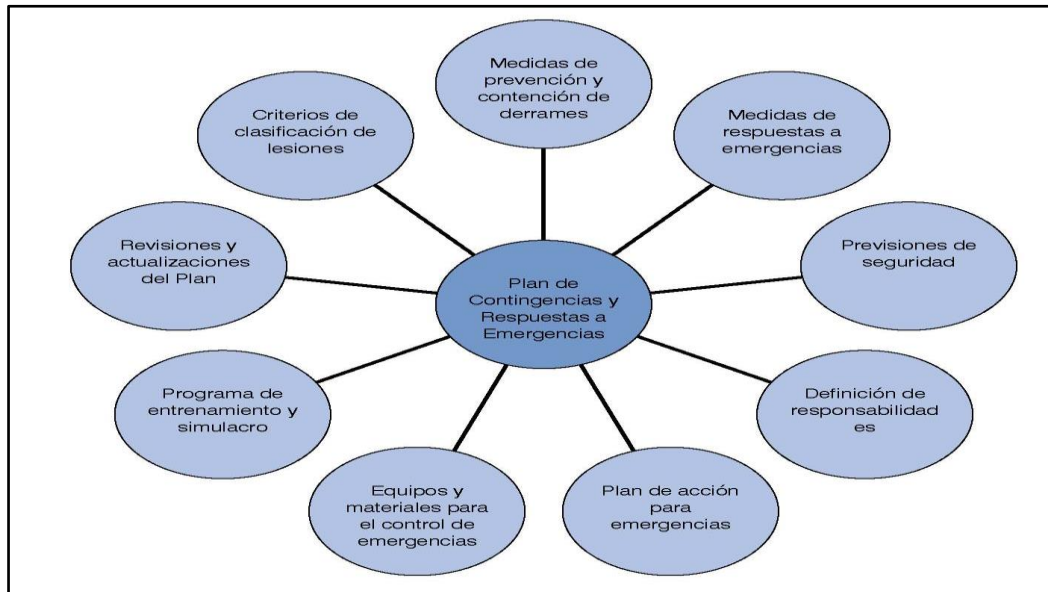 Medidas de
prevención y
contención de
derrames
Medidas de
respuestas a
emergencias
Previsiones de
seguridad
Definición de
responsabilidad
es
Plan de acción
para
emergencias
Equipos y
materiales para
el control de
emergencias
Programa de
entrenamiento y
simulacro
Revisiones y
actualizaciones
del Plan
Criterios de
clasificación de
lesiones
Plan de
Contingencias y
Respuestas a
Emergencias